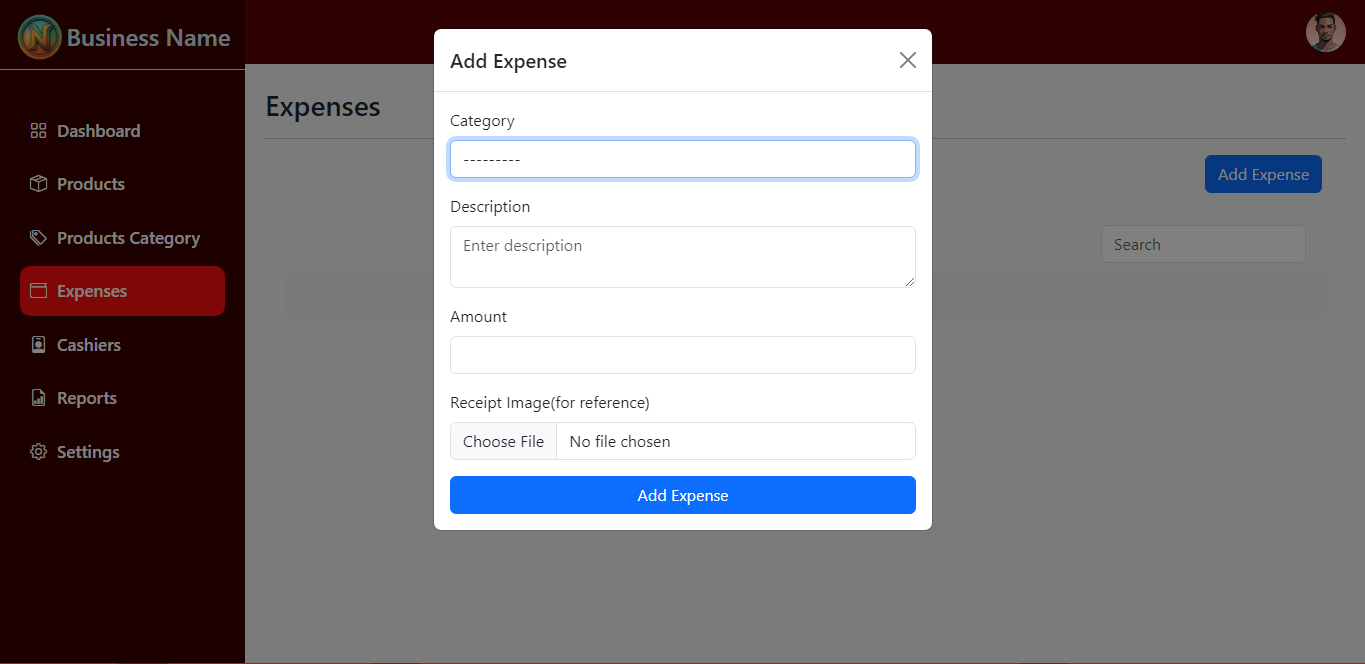 Business Name
Dashboard
Products
Products Category
Expenses
Cashiers
Reports
Settings
Expenses
Add Expense
Search
Add Expense
Category
---------
Description
Enter description
Amount
Receipt Image(for reference)
Choose File No file chosen
Add Expense